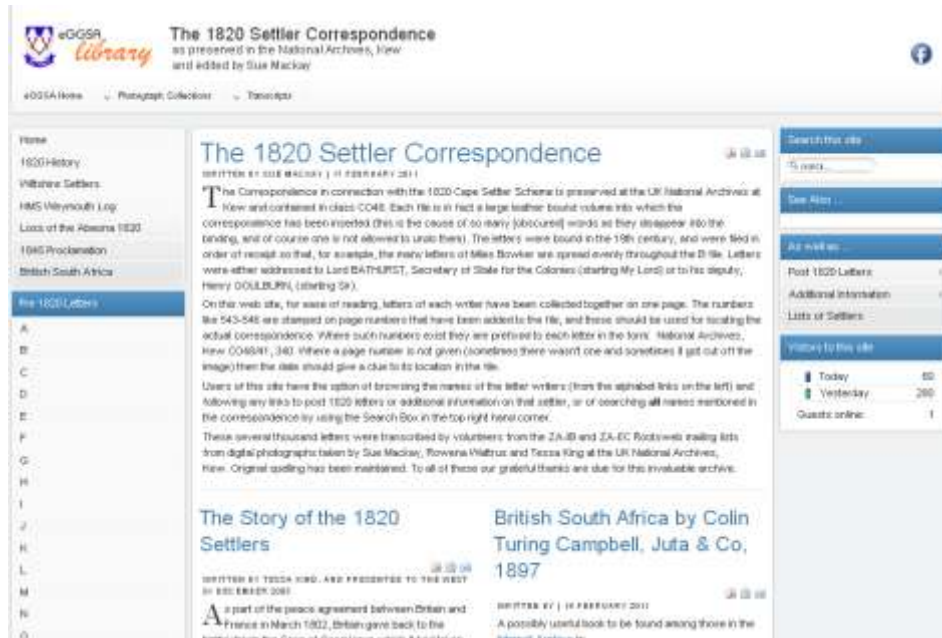 eGGSA
library
The 1820 Settler Correspondence
as preserved in the National Archives, Kew
and edited by Sue Mackay
eGGSA Home
Photograph Collections
Transcripts
Home
1820 History
Wiltshire Settlers
HMS Weymouth Log
Loss of the Abeona 1820
1845 Proclamation
British South Africa
Pre 1820 Letters
A
B
C
D
E
F
G
H
I
J
K
L
M
N
O
The 1820 Settler Correspondence
WRITTEN BY SUE MACKAY | 11 FEBRUARY 2011
The Correspondence in connection with the 1820 Cape Settler Scheme is preserved at the UK National Archives at
Kew and contained in class CO48. Each file is in fact a large leather bound volume into which the
correspondence has been inserted (this is the cause of so many [obscured] words as they disappear into the
binding, and of course one is not allowed to undo them). The letters were bound in the 19th century, and were filed in
order of receipt so that, for example, the many letters of Miles Bowker are spread evenly throughout the B file. Letters
were either addressed to Lord BATHURST, Secretary of State for the Colonies (starting My Lord) or to his deputy,
Henry GOULBURN, (starting Sir).
On this web site, for ease of reading, letters of each writer have been collected together on one page. The numbers
like 543-546 are stamped on page numbers that have been added to the file, and these should be used for locating the
actual correspondence. Where such numbers exist they are prefixed to each letter in the form: National Archives,
Kew CO48/41, 340. Where a page number is not given (sometimes there wasn't one and sometimes it got cut off the
image) then the date should give a clue to its location in the file.
Users of this site have the option of browsing the names of the letter writers (from the alphabet links on the left) and
following any links to post 1820 letters or additional information on that settler, or of searching all names mentioned in
the correspondence by using the Search Box in the top right hand corner.
These several thousand letters were transcribed by volunteers from the ZA-IB and ZA-EC Rootsweb mailing lists
from digital photographs taken by Sue Mackay, Rowena Wattrus and Tessa King at the UK National Archives,
Kew. Original spelling has been maintained. To all of these our grateful thanks are due for this invaluable archive.
The Story of the 1820
Settlers
WRITTEN BY TESSA KING, AND PRESENTED TO THE WEST
DECEMBER
As part of the peace agreement between Britain and
France in March 1802, Britain gave back to the
British South Africa by Colin
Turing Campbell, Juta & Co,
1897
WRITTEN BY | 16 FEBRUARY 2011
A possibly useful book to be found among those in the
Search this site
See Also ...
As well as ...
Post 1820 Letters
Additional Information
Lists of Settlers
Visitors to this site
Today
Yesterday
Guests online: 1